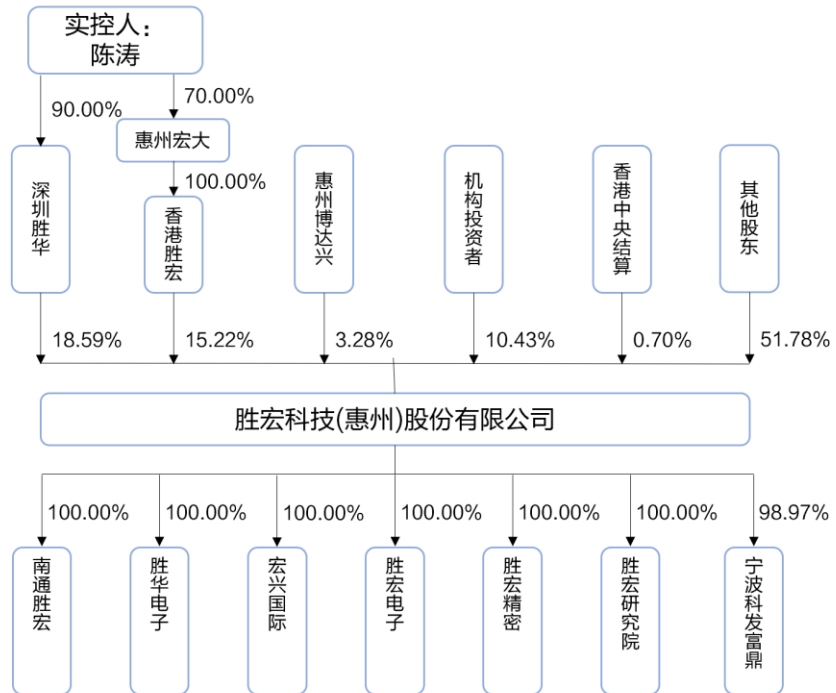 实控人：
陈涛
90.00%
70.00%
惠州宏大
100.00%
深圳胜华
香港胜宏
惠州博达兴
机构投资者
香港中央结算
其他股东
18.59%
15.22%
3.28%
10.43%
0.70%
51.78%
胜宏科技(惠州)股份有限公司
100.00%
100.00%
100.00%
100.00%
100.00%
100.00%
98.97%
南通胜宏
胜华电子
宏兴国际
胜宏电子
胜宏精密
胜宏研究院
宁波科发富鼎